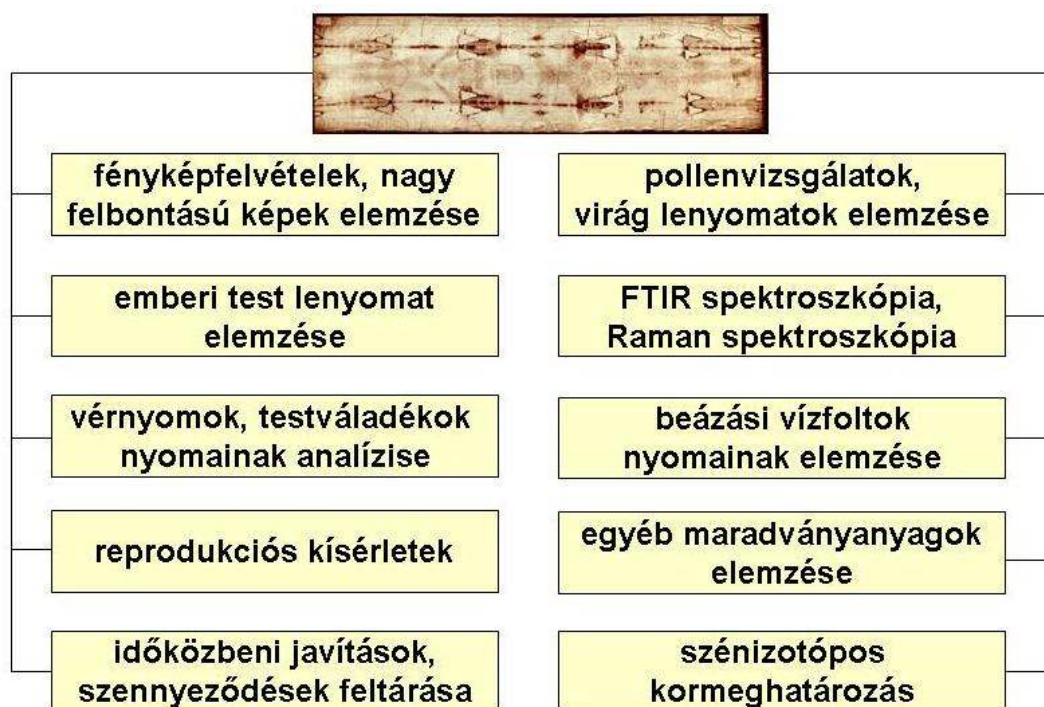 fényképfelvételek, nagy
felbontású képek elemzése
emberi test lenyomat
elemzése
vérnyomok, testváladékok
nyomainak analízise
reprodukciós kísérletek
időközbeni javítások,
szennyeződések feltárása
pollenvizsgálatok,
virág lenyomatok elemzése
FTIR spektroszkópia,
Raman spektroszkópia
beázási vízfoltok
nyomainak elemzése
egyéb maradványanyagok
elemzése
szénizotópos
kormeghatározás